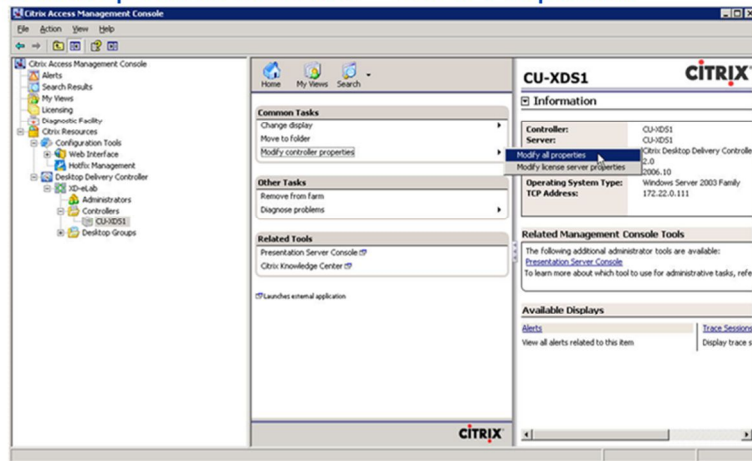 Citrix Access Management Console
File Action View Help
Citrix Access Management Console
Alerts
Search Results
My Views
Licensing
Diagnostic Facility
Citrix Resources
Configuration Tools
Web Interface
Hotfix Management
Desktop Delivery Controller
XD-eLab
Administrators
Controllers
CU-XDS1
Desktop Groups
Home My Views Search
Common Tasks
Change display
Move to folder
Modify controller properties
Modify all properties
Modify license server properties
Other Tasks
Remove from farm
Diagnose problems
Related Tools
Presentation Server Console
Citrix Knowledge Center
Launches external application
CITRIX
CU-XDS1 CITRIX
Information
Controller: CU-XDS1
Server: CU-XDS1
Citrix Desktop Delivery Controlle
2.0
2006.10
Operating System Type: Windows Server 2003 Family
TCP Address: 172.22.0.111
Related Management Console Tools
The following additional administrator tools are available:
Presentation Server Console
To learn more about which tool to use for administrative tasks, refe
Available Displays
Alerts Trace Sessions
View all alerts related to this item Display trace s